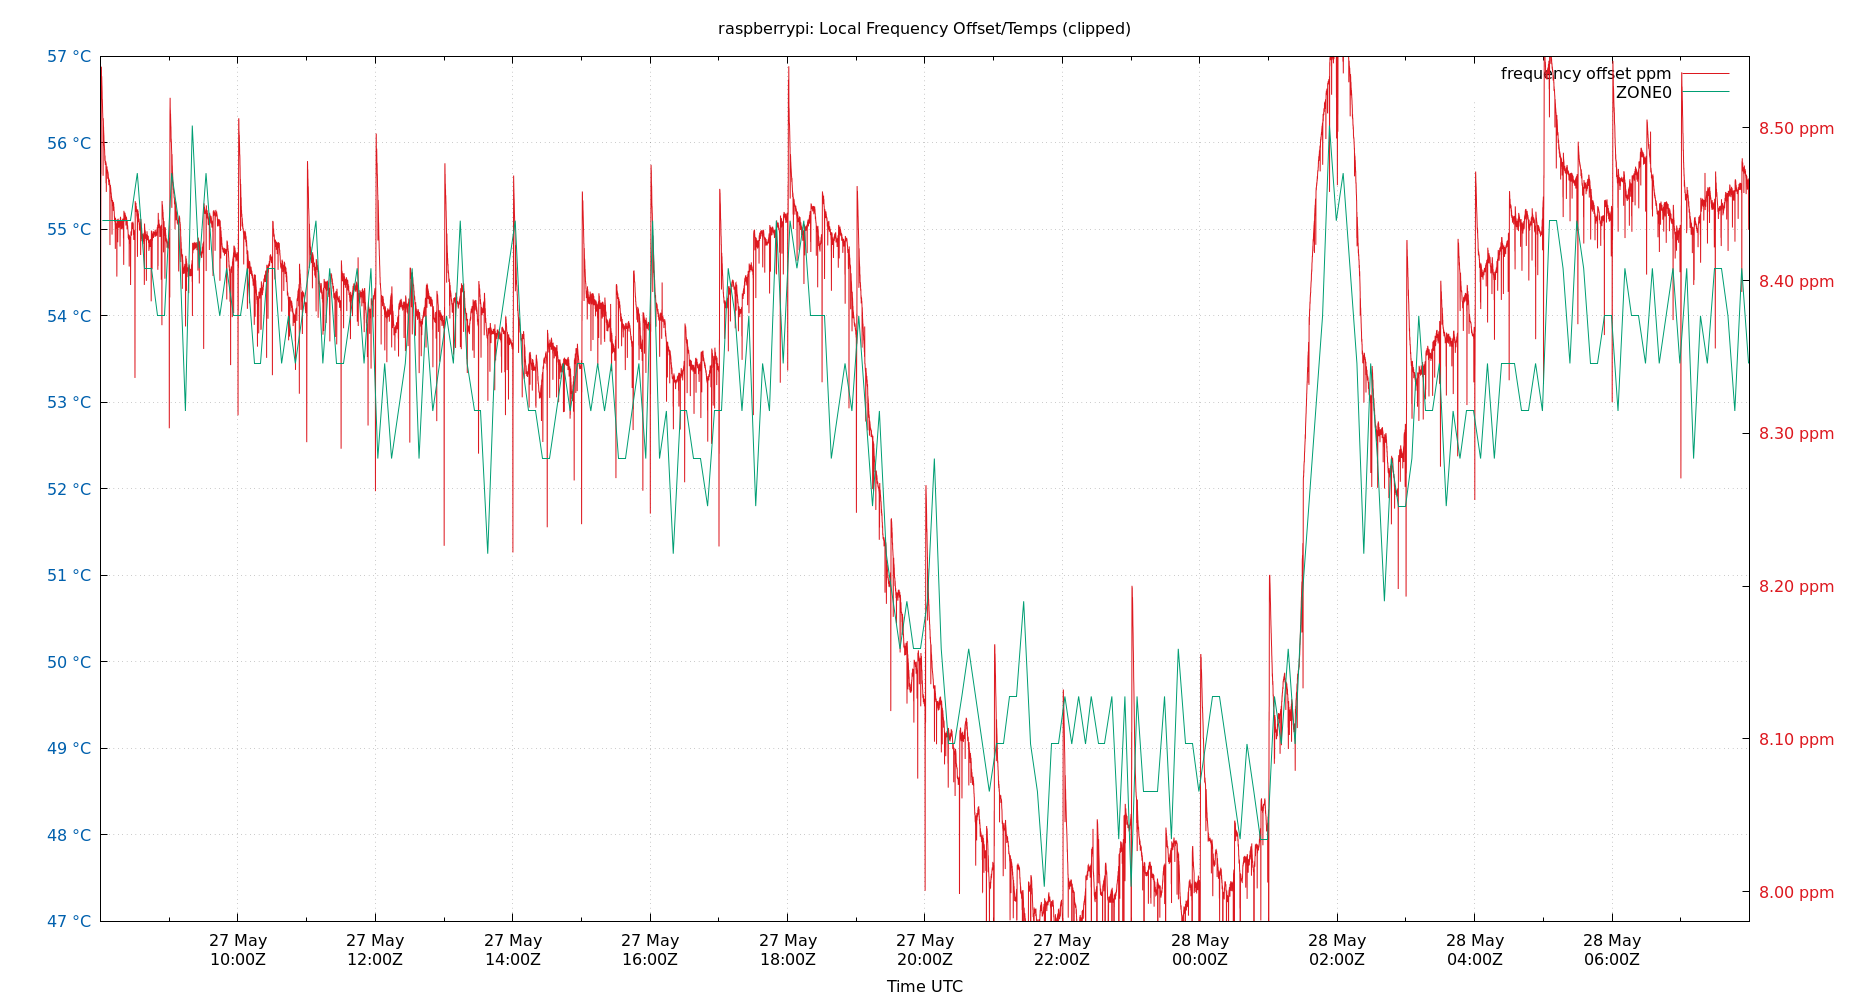 raspberrypi: Local Frequency Offset/Temps (clipped)
57 °C
56 °C
55 °C
54 °C
53 °C
52 °C
51 °C
50 °C
49 °C
48 °C
47 °C
frequency offset ppm
ZONE0
8.50 ppm
8.40 ppm
8.30 ppm
8.20 ppm
8.10 ppm
8.00 ppm
27 May
10:00Z
27 May
12:00Z
27 May
14:00Z
27 May
16:00Z
27 May
18:00Z
27 May
20:00Z
27 May
22:00Z
28 May
00:00Z
28 May
02:00Z
28 May
04:00Z
28 May
06:00Z
Time UTC